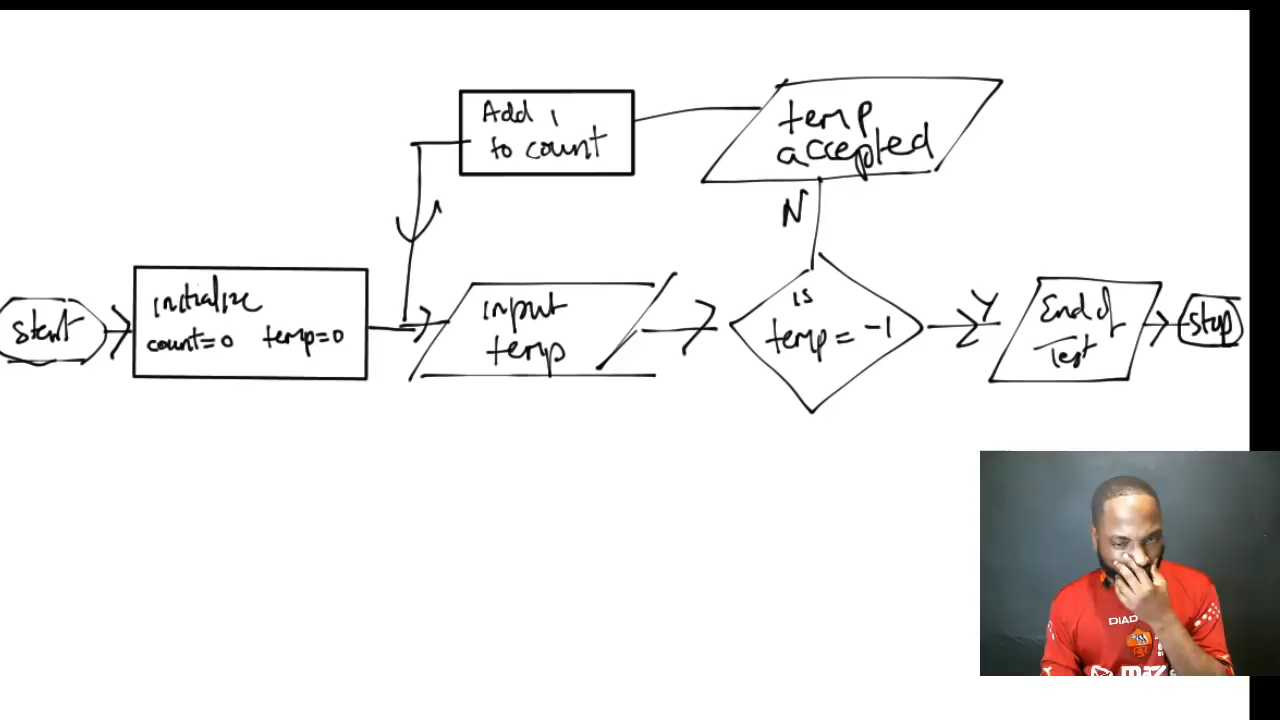 Add 1
to count
temp
accepted
N
start
initialize
count=0 temp=0
input
temp
is
temp = -1
Y
End of
Test
stop
DIAD